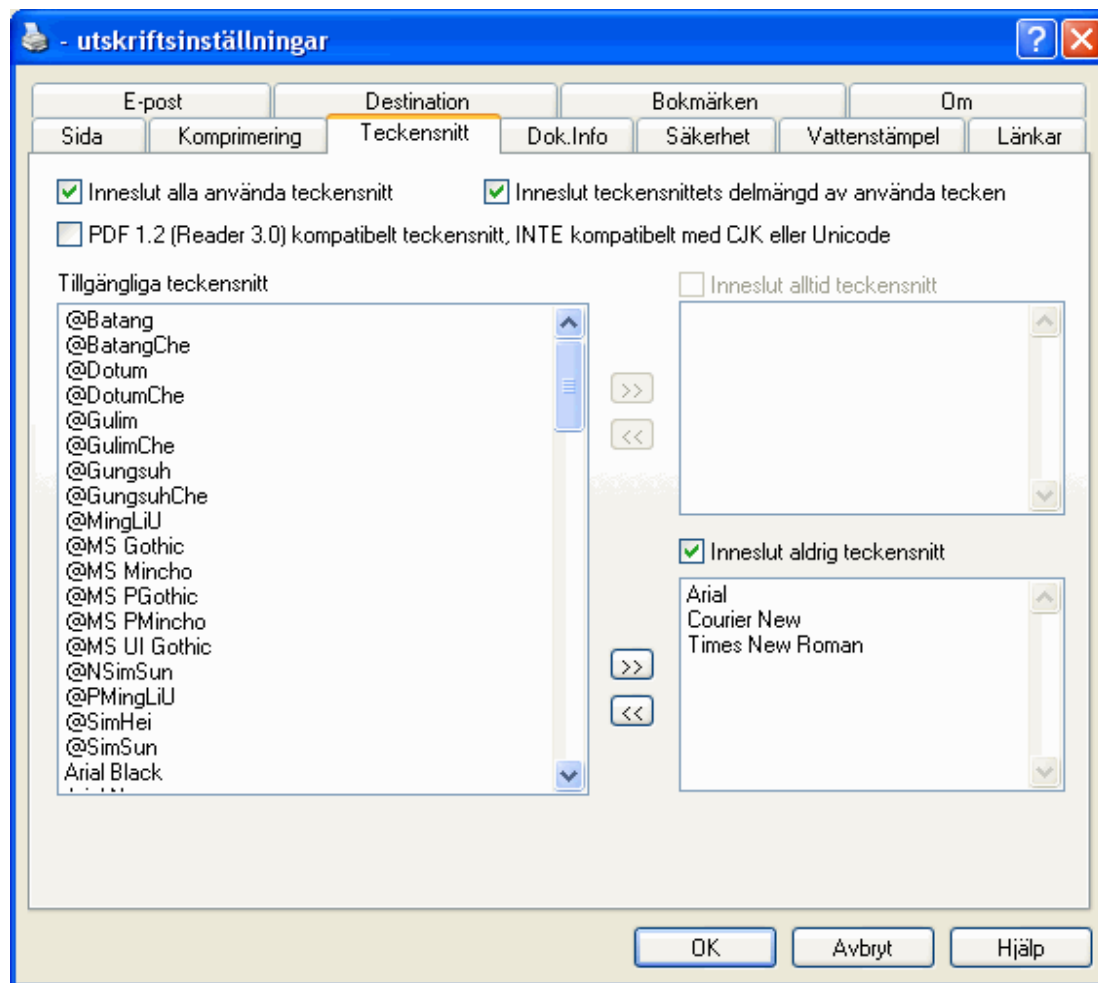 - utskriftsinställningar
E-post Destination Bokmärken Om
Sida Komprimering Teckensnitt Dok.Info Säkerhet Vattenstämpel Länkar
Inneslut alla använda teckensnitt Inneslut teckensnittets delmängd av använda tecken
PDF 1.2 (Reader 3.0) kompatibelt teckensnitt, INTE kompatibelt med CJK eller Unicode
Tillgängliga teckensnitt
@Batang
@BatangChe
@Dotum
@DotumChe
@Gulim
@GulimChe
@Gungsuh
@GungsuhChe
@MingLiU
@MS Gothic
@MS Mincho
@MS PGothic
@MS PMincho
@MS UI Gothic
@NSimSun
@PMingLiU
@SimHei
@SimSun
Arial Black
>>
<<
>>
<<
Inneslut alltid teckensnitt
Inneslut aldrig teckensnitt
Arial
Courier New
Times New Roman
OK Avbryt Hjälp